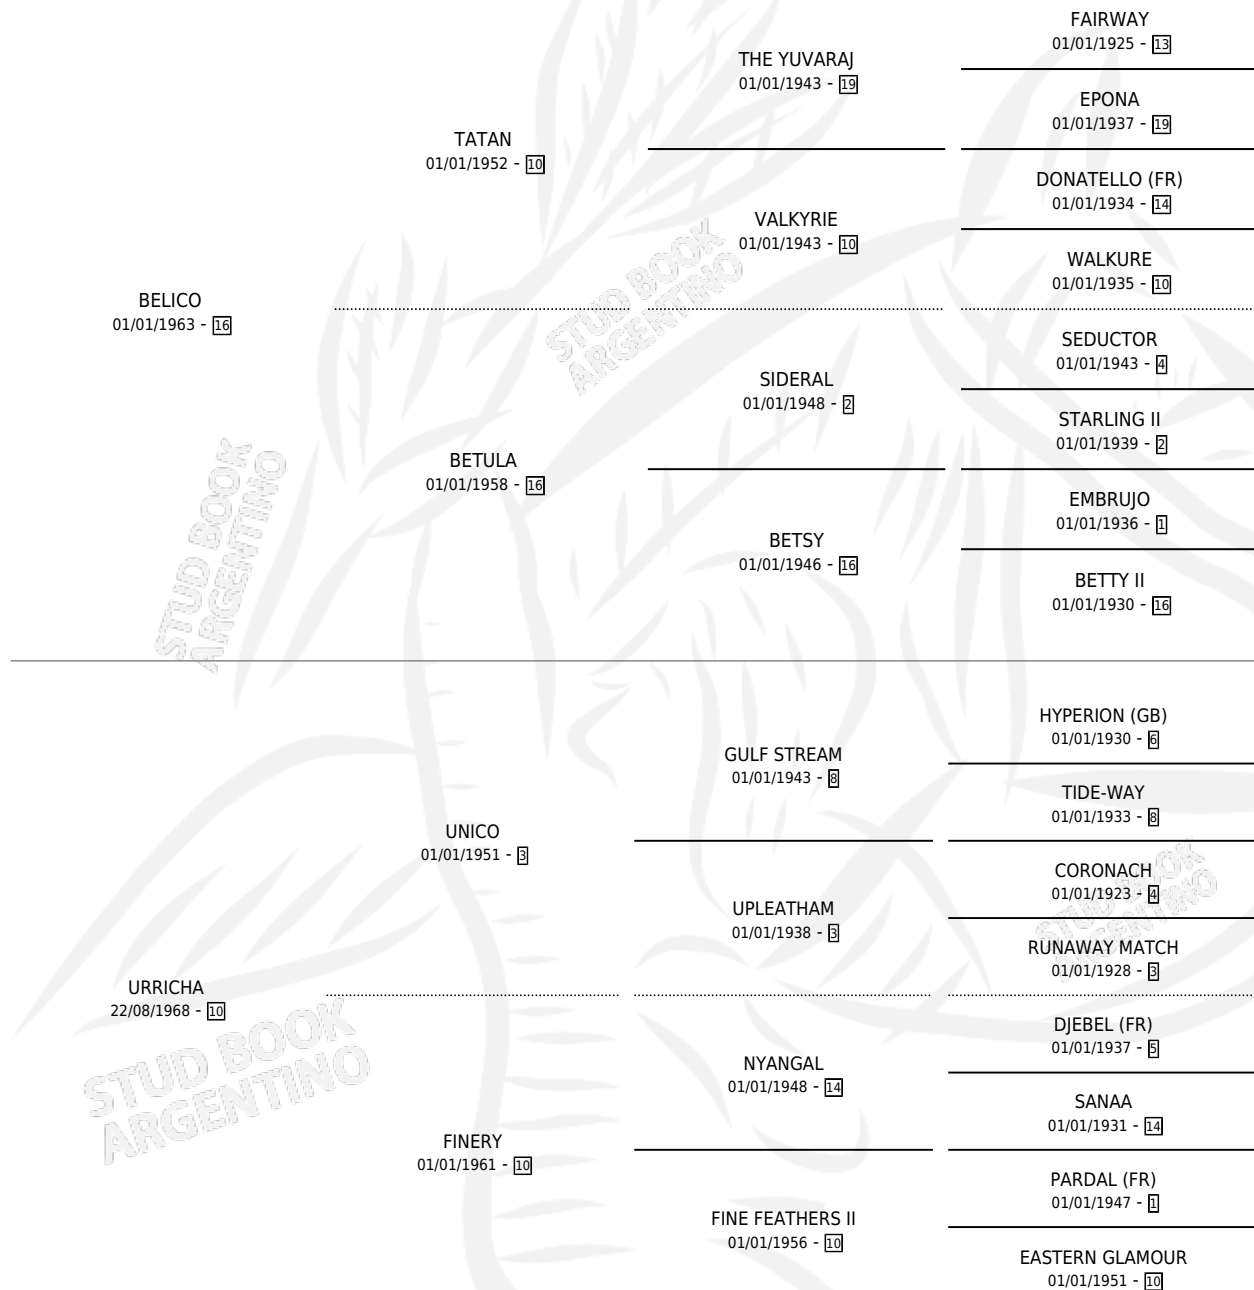 BELICO
01/01/1963 - 16
TATAN
01/01/1952 - 10
THE YUVARAJ
01/01/1943 - 19
FAIRWAY
01/01/1925 - 13
EPONA
01/01/1937 - 19
VALKYRIE
01/01/1943 - 10
DONATELLO (FR)
01/01/1934 - 14
WALKURE
01/01/1935 - 10
BETULA
01/01/1958 - 16
SIDERAL
01/01/1948 - 2
SEDUCTOR
01/01/1943 - 4
STARLING II
01/01/1939 - 2
BETSY
01/01/1946 - 16
EMBRUJO
01/01/1936 - 1
BETTY II
01/01/1930 - 16
URRICHA
22/08/1968 - 10
UNICO
01/01/1951 - 3
GULF STREAM
01/01/1943 - 8
HYPERION (GB)
01/01/1930 - 6
TIDE-WAY
01/01/1933 - 8
UPLEATHAM
01/01/1938 - 3
CORONACH
01/01/1923 - 4
RUNAWAY MATCH
01/01/1928 - 3
FINERY
01/01/1961 - 10
NYANGAL
01/01/1948 - 14
DJEBEL (FR)
01/01/1937 - 5
SANAA
01/01/1931 - 14
FINE FEATHERS II
01/01/1956 - 10
PARDAL (FR)
01/01/1947 - 1
EASTERN GLAMOUR
01/01/1951 - 10
STUD BOOK
ARGENTINO
STUD BOOK
ARGENTINO
STUD BOOK
ARGENTINO
STUD BOOK
ARGENTINO